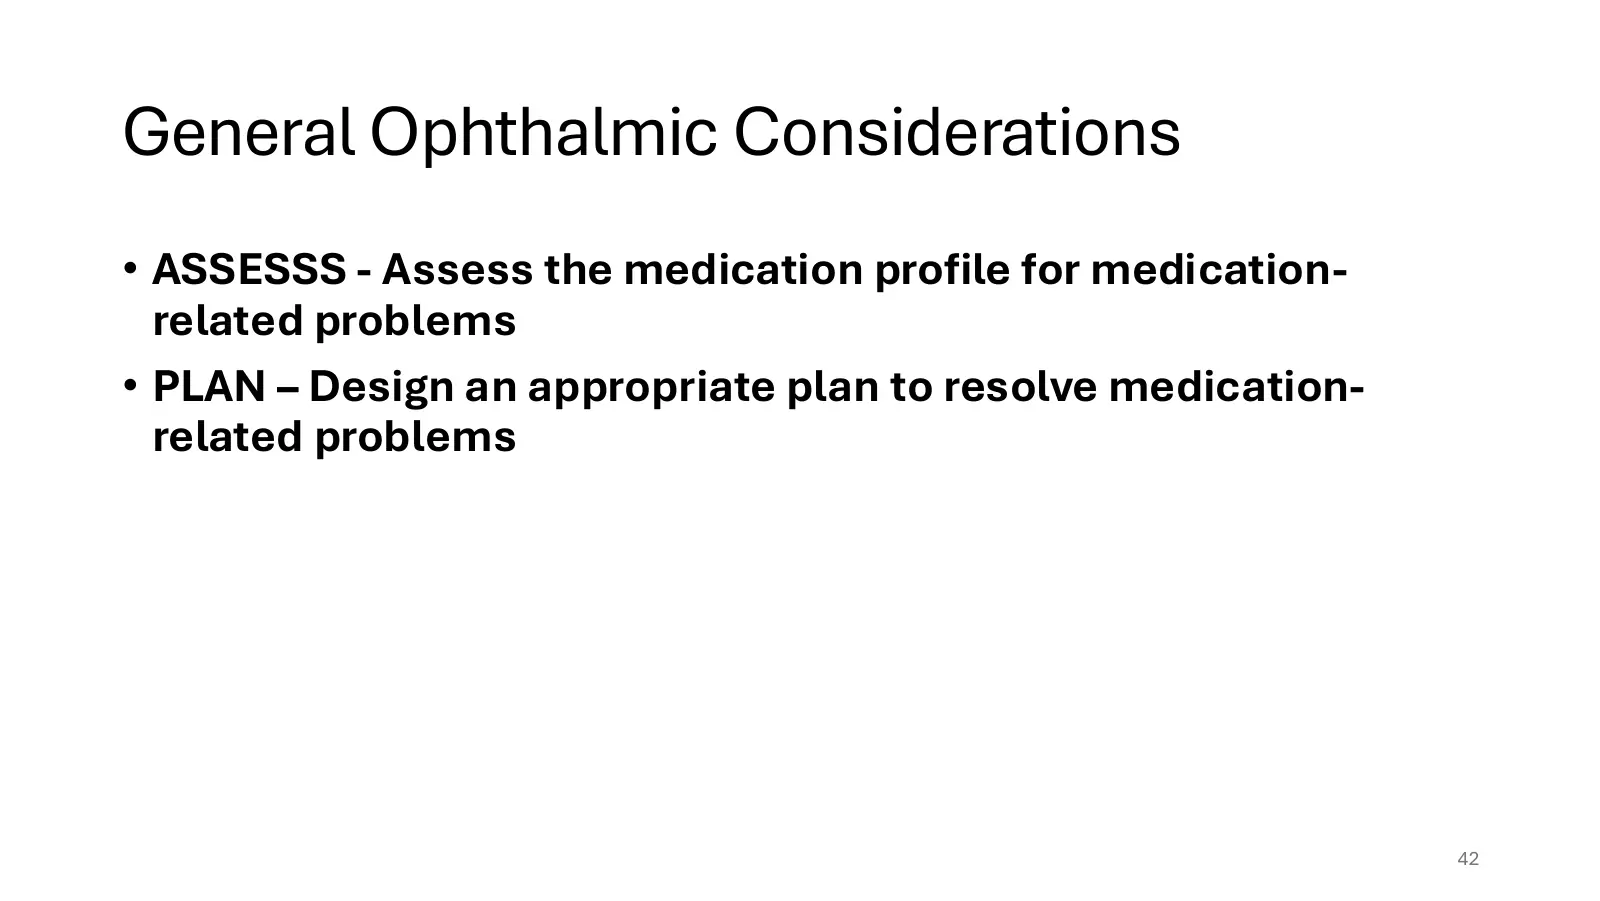 General Ophthalmic Considerations
• ASSESSS - Assess the medication profile for medication-
related problems
• PLAN – Design an appropriate plan to resolve medication-
related problems
42